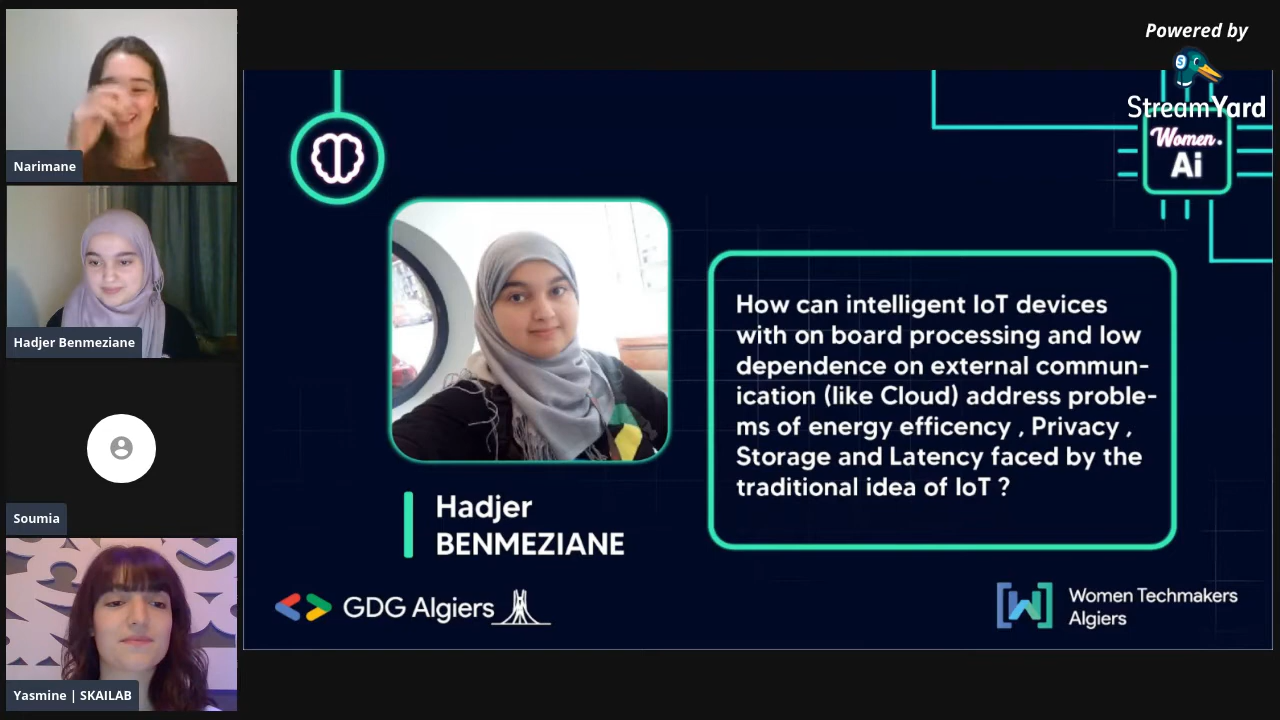 Powered by
StreamYard
Women.
Ai
Narimane
Hadjer Benmeziane
Soumia
Yasmine | SKAILAB
How can intelligent IoT devices
with on board processing and low
dependence on external commun-
ication (like Cloud) address proble-
ms of energy efficency , Privacy ,
Storage and Latency faced by the
traditional idea of IoT ?
Hadjer
BENMEZIANE
GDG Algiers
Women Techmakers
Algiers